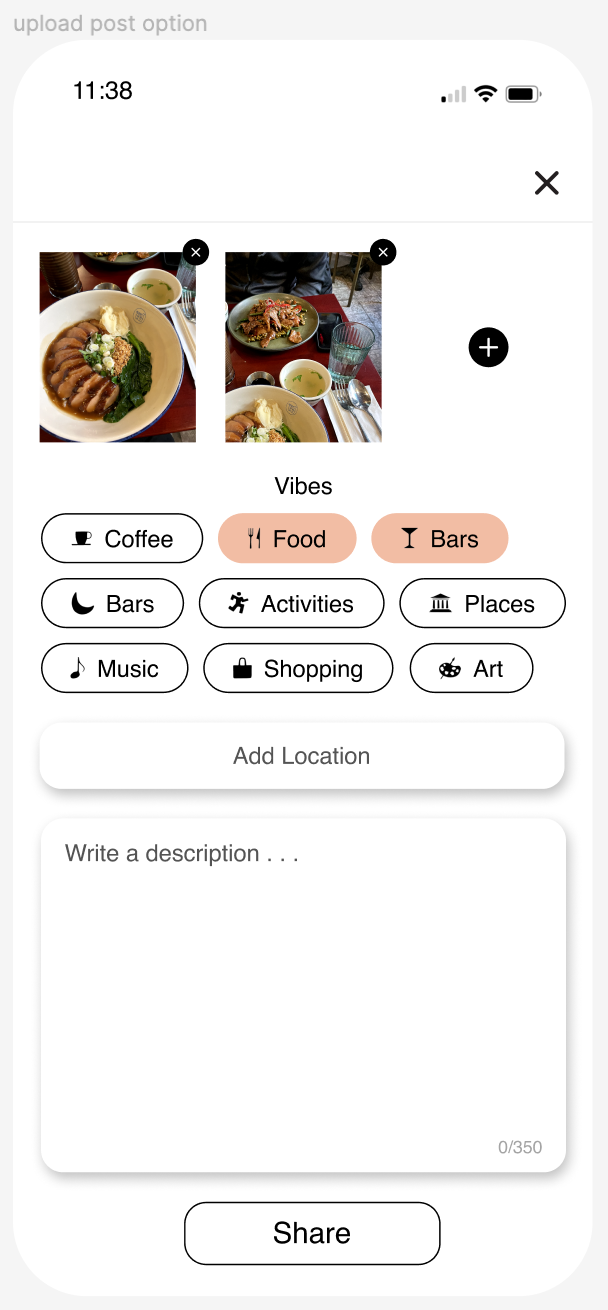 upload post option
11:38
Vibes
Coffee Food Bars
Bars Activities Places
Music Shopping Art
Add Location
Write a description . . .
0/350
Share